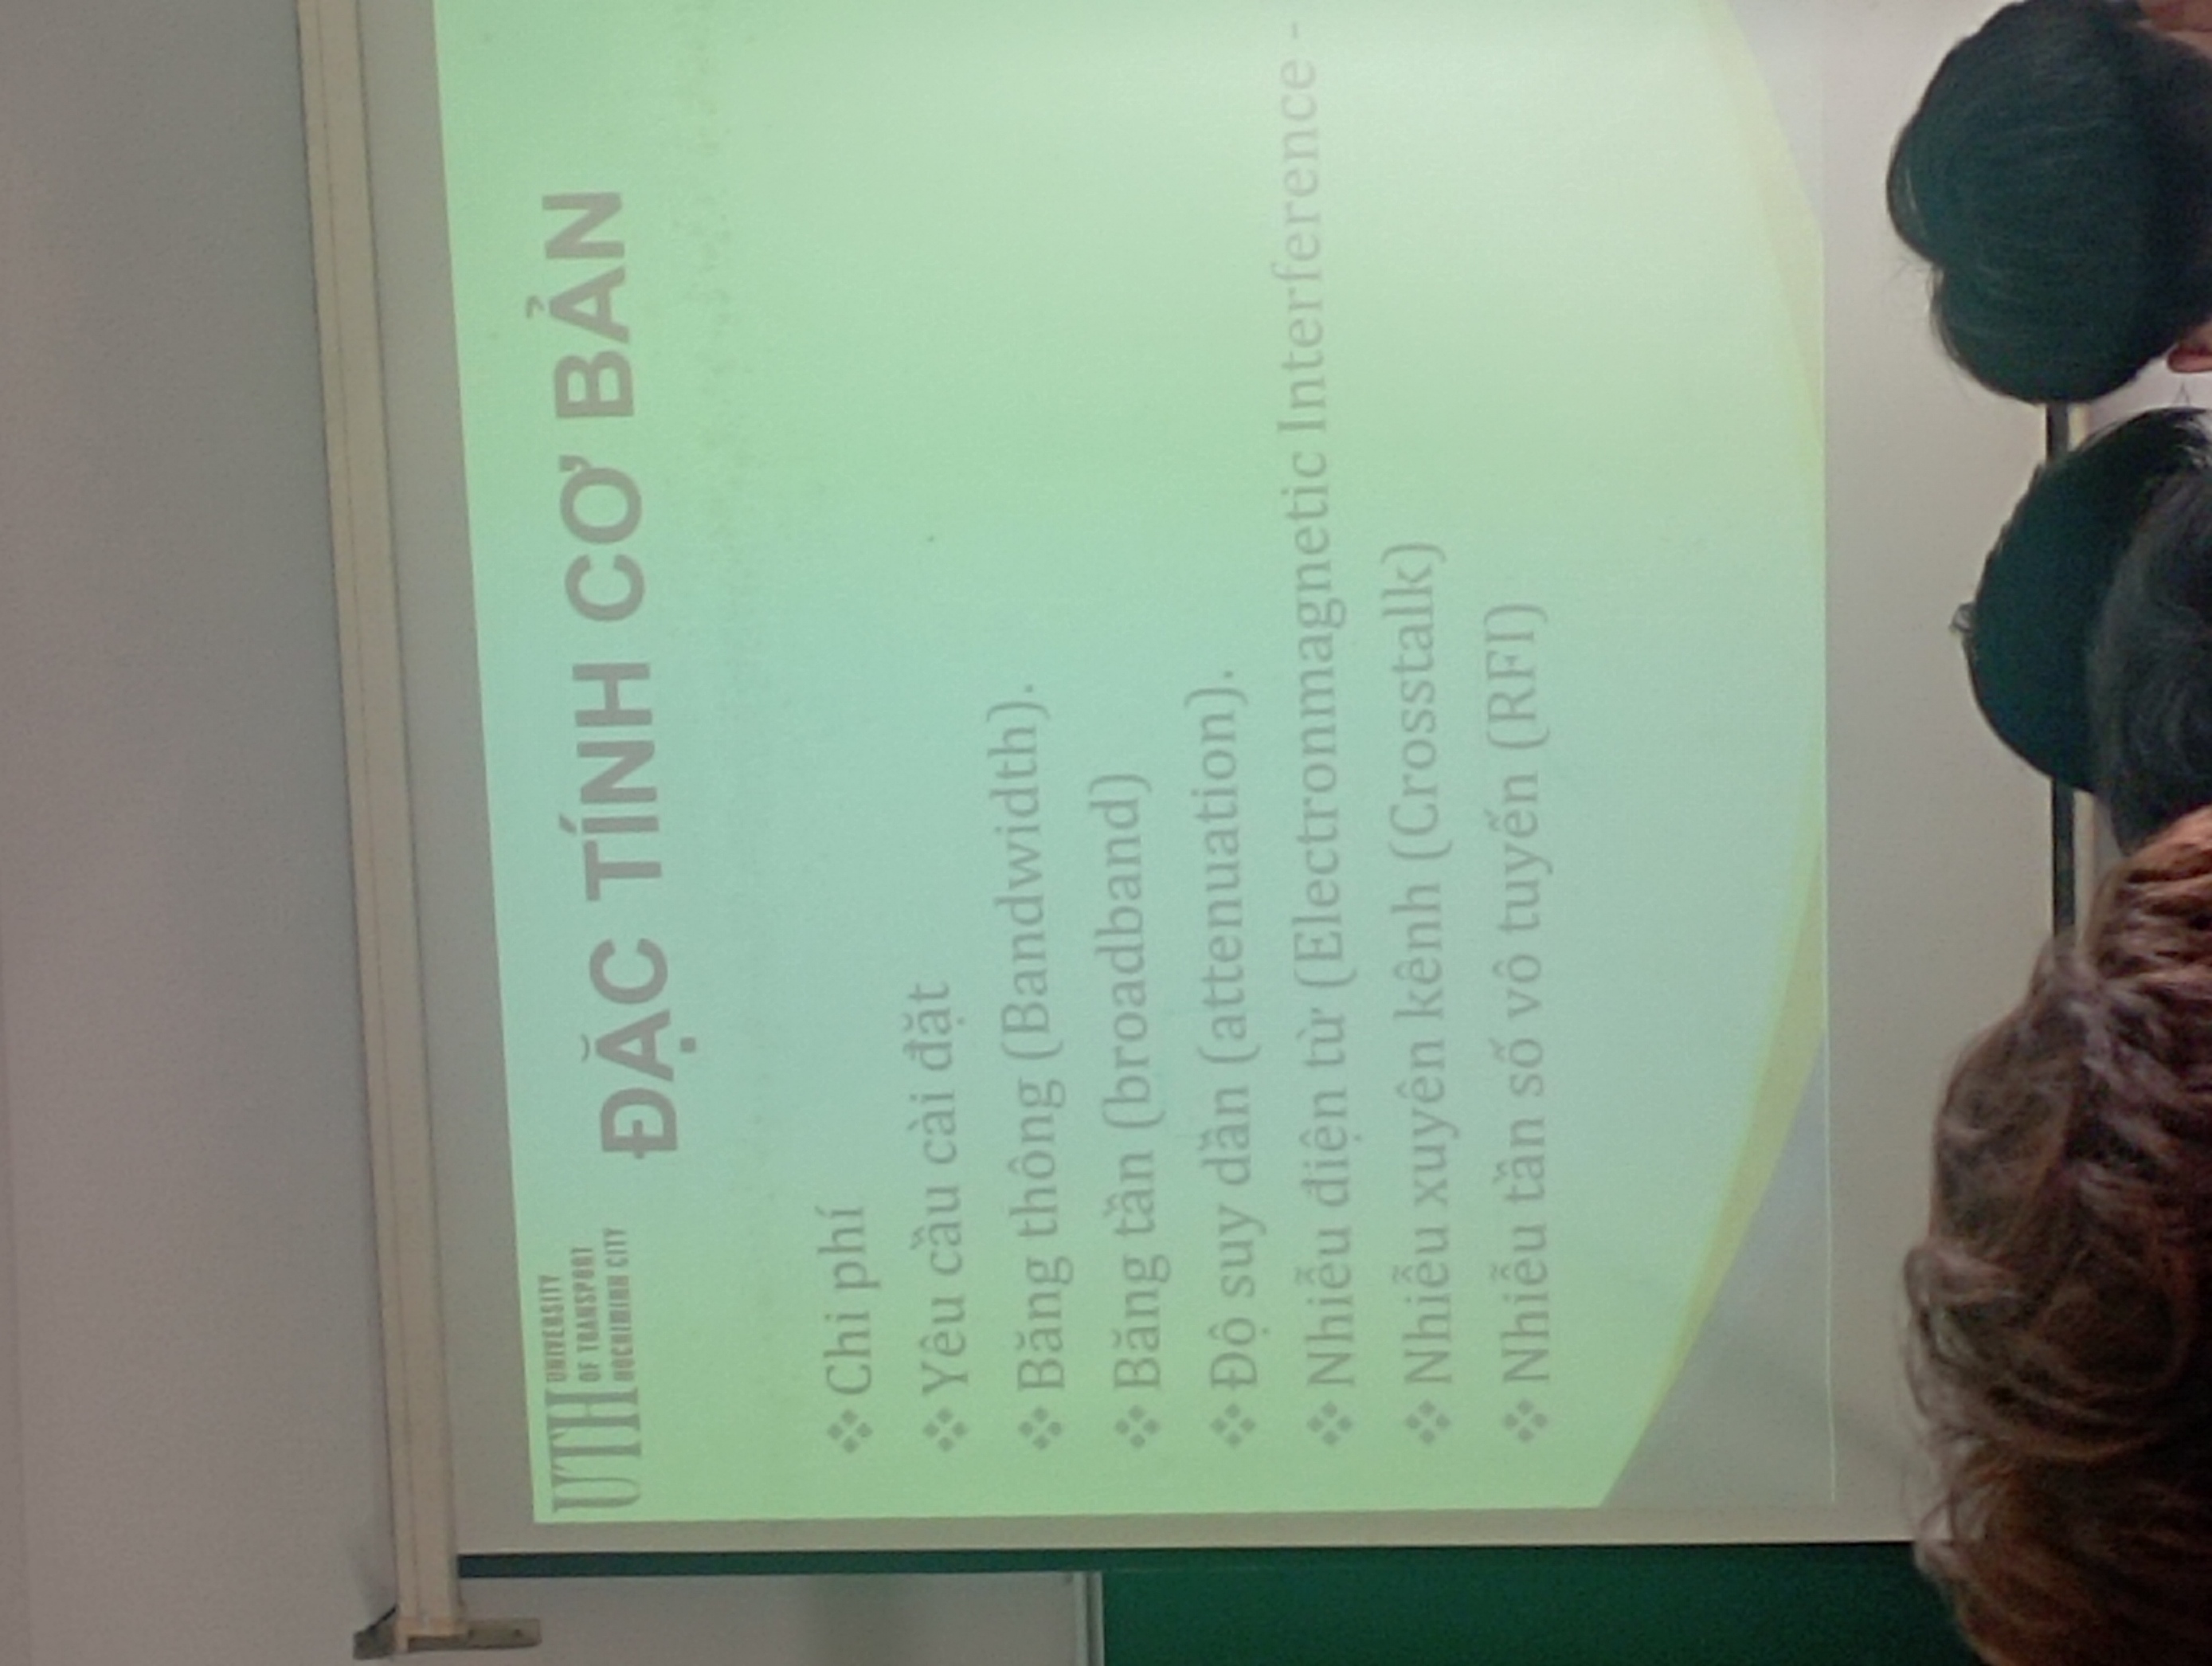 UTH UNIVERSITY
OF TRANSPORT
HOCHIMINH CITY
ĐẶC TÍNH CƠ BẢN
❖ Chi phí
❖ Yêu cầu cài đặt
❖ Băng thông (Bandwidth).
❖ Băng tần (broadband)
❖ Độ suy dần (attenuation).
❖ Nhiễu điện từ (Electronmagnetic Interference -
❖ Nhiễu xuyên kênh (Crosstalk)
❖ Nhiễu tần số vô tuyến (RFI)